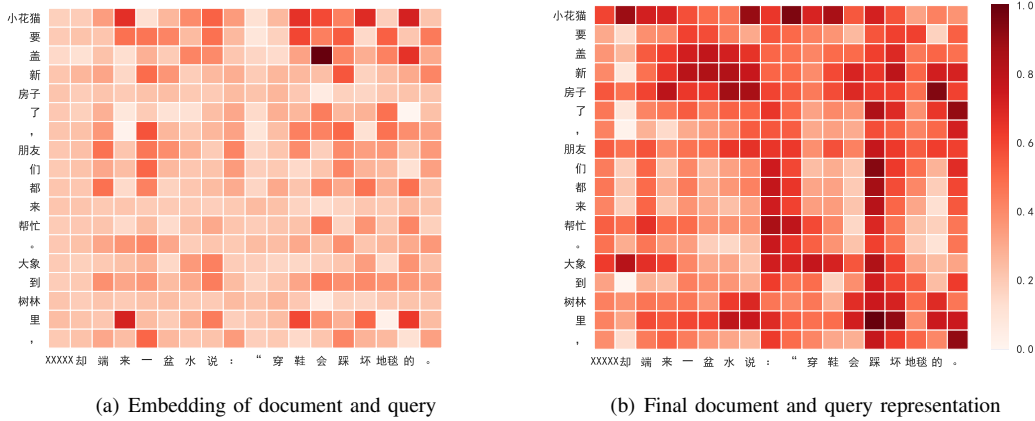 小花猫
要
盖
新
房子
了
，
朋友
们
都
来
帮忙
。
大象
到
树林
里
，
XXXXX 却 端 来 一 盆 水 说 ： “ 穿 鞋 会 踩 坏 地毯 的 。
(a) Embedding of document and query
小花猫
要
盖
新
房子
了
，
朋友
们
都
来
帮忙
。
大象
到
树林
里
，
XXXXX 却 端 来 一 盆 水 说 ： “ 穿 鞋 会 踩 坏 地毯 的 。
(b) Final document and query representation
1.0
0.8
0.6
0.4
0.2
0.0